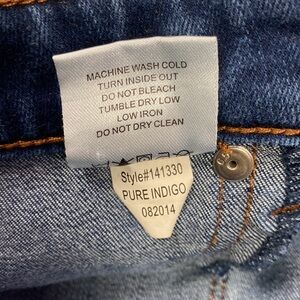 MACHINE WASH COLD
TURN INSIDE OUT
DO NOT BLEACH
TUMBLE DRY LOW
LOW IRON
DO NOT DRY CLEAN
Style#141330
PURE INDIGO
082014